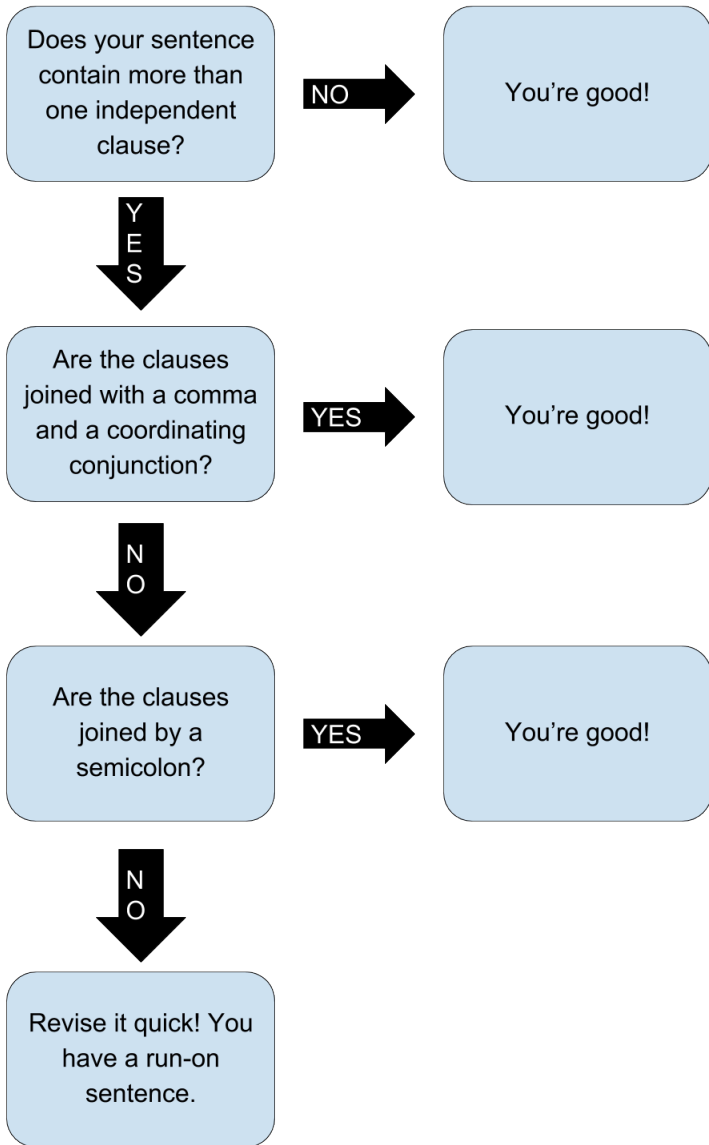 Does your sentence
contain more than
one independent
clause?
NO
You’re good!
Y
E
S
Are the clauses
joined with a comma
and a coordinating
conjunction?
YES
You’re good!
N
O
Are the clauses
joined by a
semicolon?
YES
You’re good!
N
O
Revise it quick! You
have a run-on
sentence.